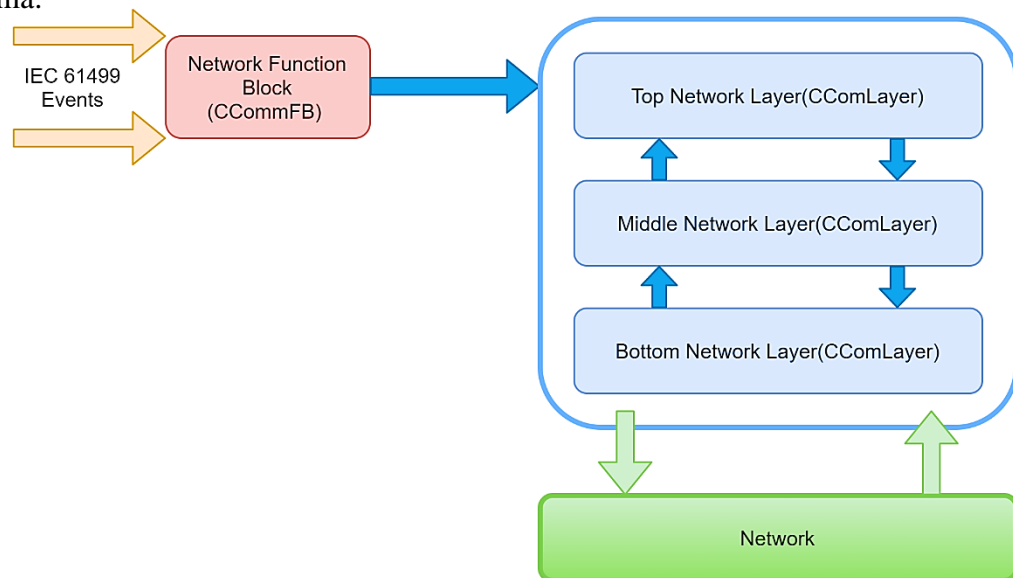 IEC 61499
Events
Network Function
Block
(CCommFB)
Top Network Layer(CComLayer)
Middle Network Layer(CComLayer)
Bottom Network Layer(CComLayer)
Network